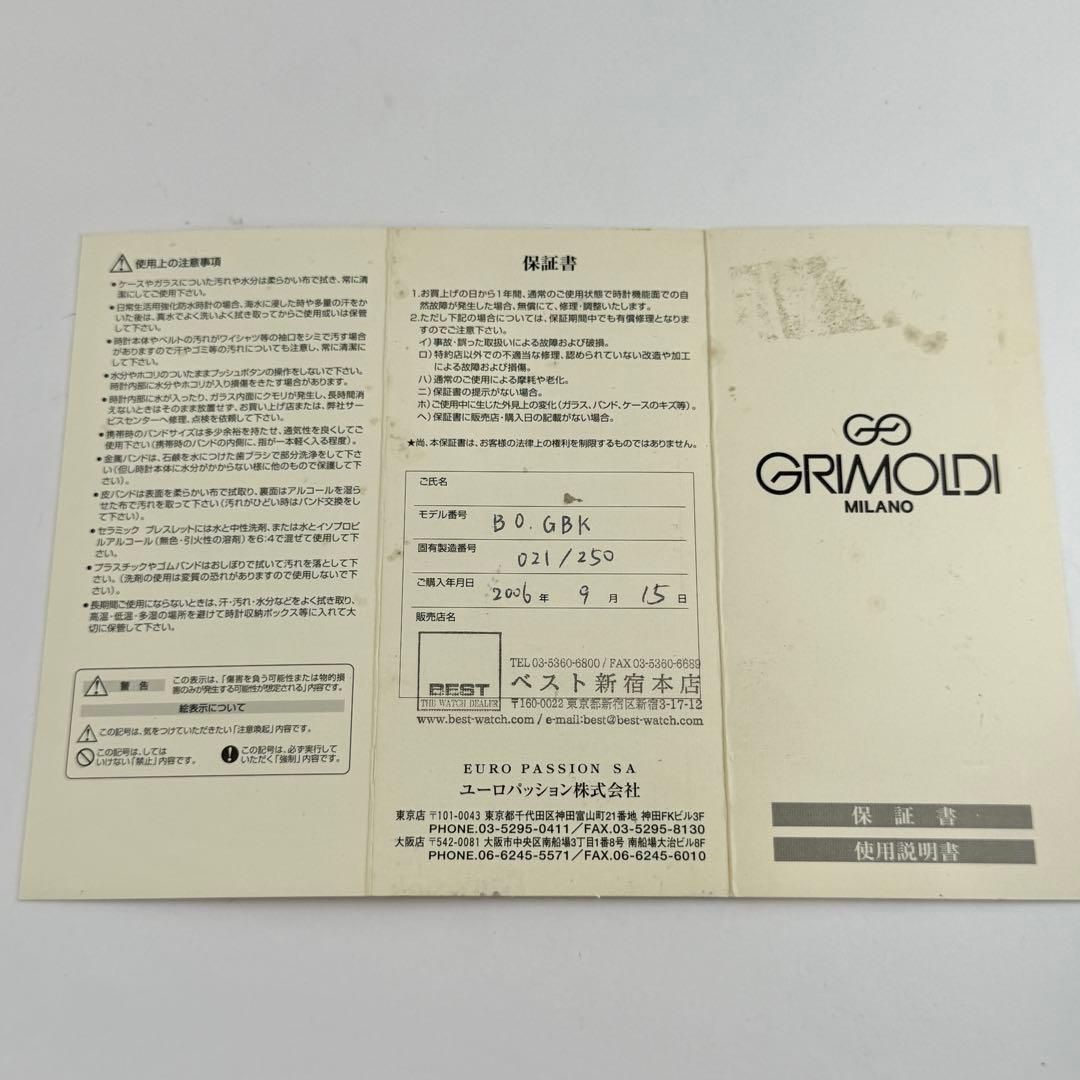 使用上の注意事項
●ケースやガラスについた汚れや水分は柔らかい布で拭き、常に清
潔にしてご使用下さい。
●日常生活用強化防水時計の場合、海水に浸した時や多量の汗をか
いた後は、真水でよく洗いよく拭き取ってからご使用或いは保管
して下さい。
●時計本体やベルトの汚れがワイシャツ等の袖口をシミで汚す場合
がありますので汗やゴミ等の汚れについても注意し、常に清潔に
して下さい。
●水分やホコリのついたままプッシュボタンの操作をしないで下さい。
時計内部に水分やホコリが入り損傷をきたす場合があります。
●時計内部に水が入ったり、ガラス内面にクモリが発生し、長時間消
えないときはそのまま放置せず、お買い上げ店または、弊社サー
ビスセンターへ修理、点検を依頼して下さい。
●携帯時のバンドサイズは多少余裕を持たせ、通気性を良くしてご
使用下さい(携帯時のバンドの内側に、指が一本軽く入る程度)。
●金属バンドは、石鹸を水につけた歯ブラシで部分洗浄をして下さ
い(但し時計本体に水分がかからない様に他のもので保護して下
さい)。
●皮バンドは表面を柔らかい布で拭取り、裏面はアルコールを湿ら
せた布で汚れを取って下さい(汚れがひどい時はバンド交換をし
て下さい)。
●セラミック ブレスレットには水と中性洗剤、または水とイソプロピ
ルアルコール(無色・引火性の溶剤)を6:4で混ぜて使用して下
さい。
●プラスチックやゴムバンドはおしぼりで拭いて汚れを落として下
さい。(洗剤の使用は変質の恐れがありますので使用しないで下
さい)。
●長期間ご使用にならないときは、汗・汚れ・水分などをよく拭き取り、
高温・低温・多湿の場所を避けて時計収納ボックス等に入れて大
切に保管して下さい。
警告
この表示は、「傷害を負う可能性または物的損
害のみが発生する可能性が想定される」内容です。
絵表示について
この記号は、気をつけていただきたい「注意喚起」内容です。
この記号は、しては
いけない「禁止」内容です。
この記号は、必ず実行して
いただく「強制」内容です。
保証書
1.お買上げの日から1年間、通常のご使用状態で時計機能面での自
然故障が発生した場合、無償にて、修理・調整いたします。
2.ただし下記の場合については、保証期間中でも有償修理となりま
すのでご注意下さい。
イ)事故・誤った取扱いによる故障および破損。
ロ)特約店以外での不適当な修理、認められていない改造や加工
による故障および損傷。
ハ)通常のご使用による摩耗や老化。
ニ)保証書の提示がない場合。
ホ)ご使用中に生じた外見上の変化(ガラス、バンド、ケースのキズ等)。
ヘ)保証書に販売店・購入日の記載がない場合。
★尚、本保証書は、お客様の法律上の権利を制限するものではありません。
ご氏名
モデル番号 BO.GBK
固有製造番号 021/250
ご購入年月日 2006年 9月 15日
販売店名
BEST
THE WATCH DEALER
TEL 03-5360-6800 / FAX 03-5360-6689
ベスト新宿本店
〒160-0022 東京都新宿区新宿3-17-12
www.best-watch.com / e-mail:best@best-watch.com
EURO PASSION SA
ユーロパッション株式会社
東京店 〒101-0043 東京都千代田区神田富山町21番地 神田FKビル3F
PHONE.03-5295-0411／FAX.03-5295-8130
大阪店 〒542-0081 大阪市中央区南船場3丁目1番8号 南船場大治ビル8F
PHONE.06-6245-5571／FAX.06-6245-6010
GRIMOLDI
MILANO
保証書
使用説明書